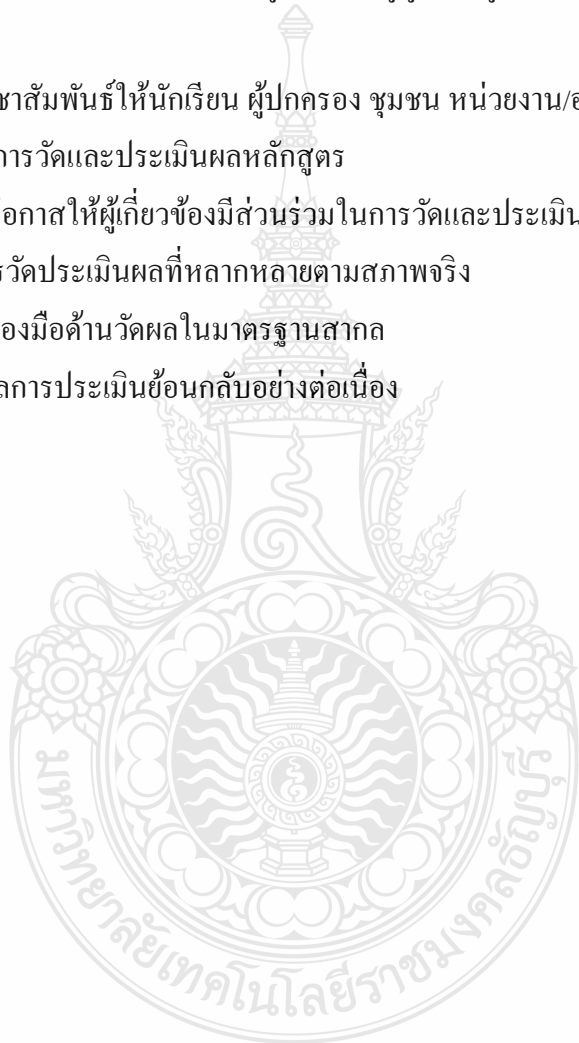 ชาสัมพันธ์ให้นักเรียน ผู้ปกครอง ชุมชน หน่วยงาน/อ
การวัดและประเมินผลหลักสูตร
อกาสให้ผู้เกี่ยวข้องมีส่วนร่วมในการวัดและประเมิน
รวัดประเมินผลที่หลากหลายตามสภาพจริง
องมือด้านวัดผลในมาตรฐานสากล
ลการประเมินย้อนกลับอย่างต่อเนื่อง
มหาวิทยาลัยเทคโนโลยีราชมงคลธัญบุรี